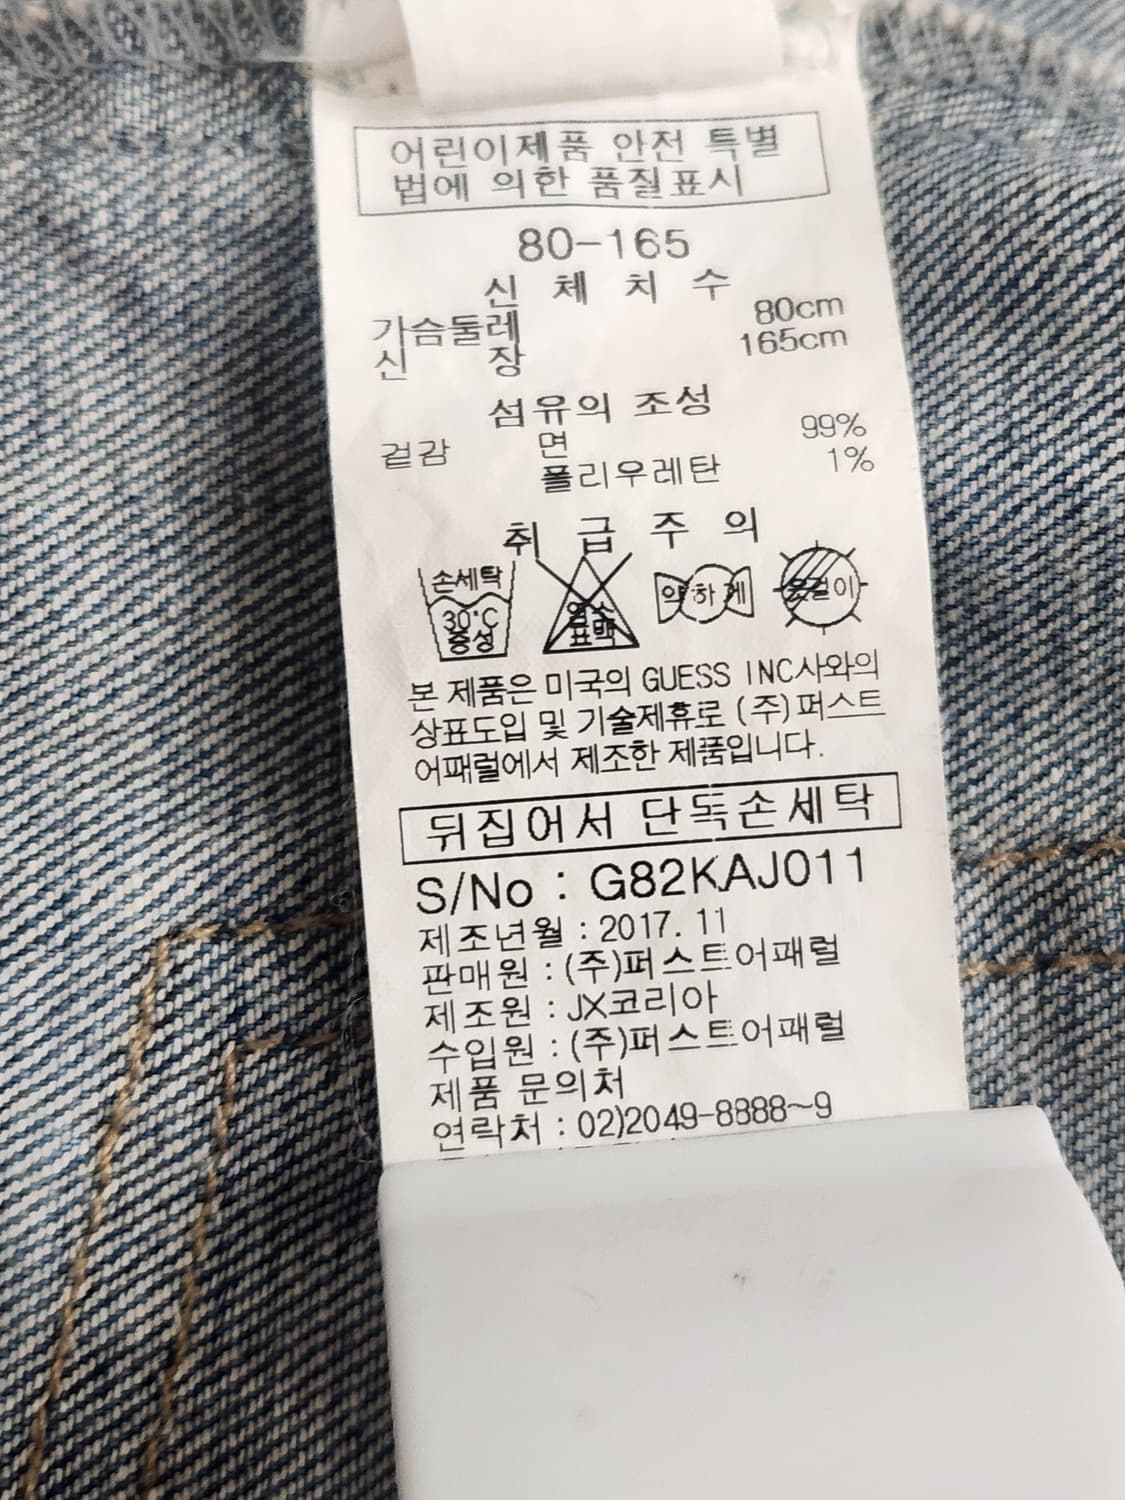 어린이제품 안전 특별
법에 의한 품질표시
80-165
신 체 치 수
가슴둘레 80cm
신 장 165cm
섬유의 조성
겉감 면 99%
폴리우레탄 1%
취 급 주 의
손세탁
30°C
중성
염소
표백
약하게
옷걸이
본 제품은 미국의 GUESS INC사와의
상표도입 및 기술제휴로 (주)퍼스트
어패럴에서 제조한 제품입니다.
뒤집어서 단독손세탁
S/No : G82KAJ011
제조년월 : 2017. 11
판매원 : (주)퍼스트어패럴
제조원 : JX코리아
수입원 : (주)퍼스트어패럴
제품 문의처
연락처 : 02)2049-8888~9